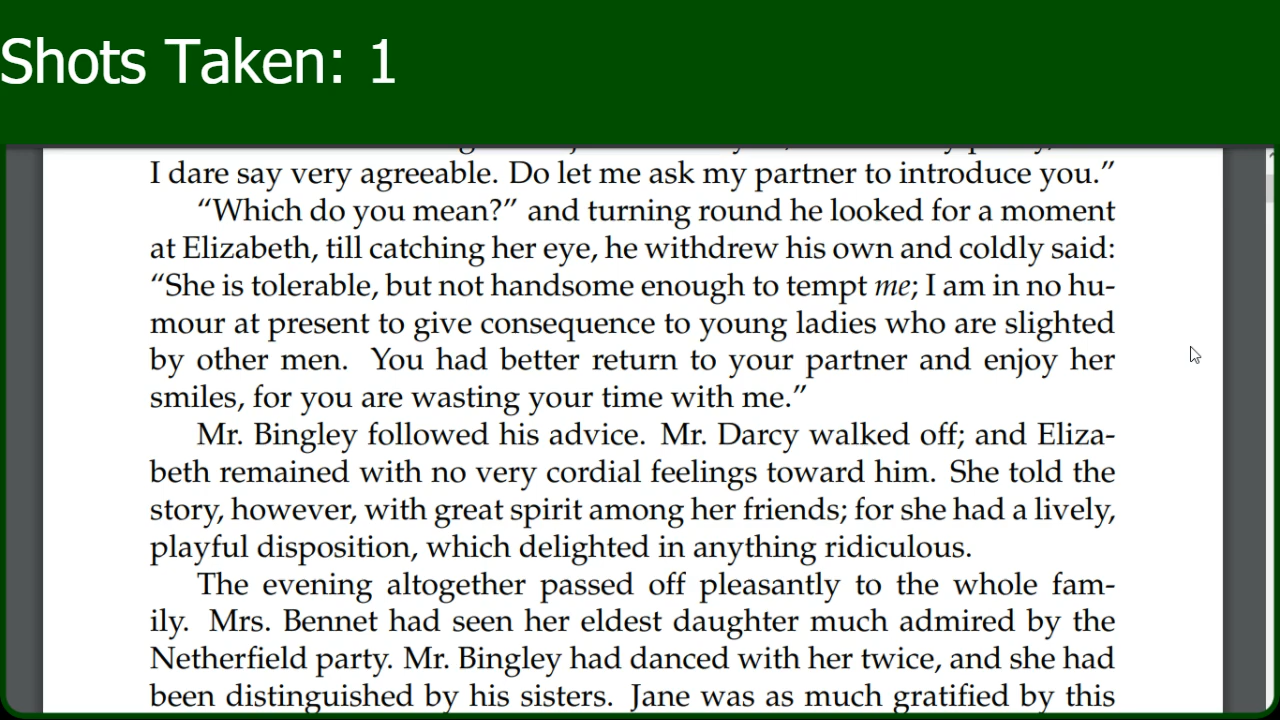 Shots Taken: 1
I dare say very agreeable. Do let me ask my partner to introduce you.”
“Which do you mean?” and turning round he looked for a moment
at Elizabeth, till catching her eye, he withdrew his own and coldly said:
“She is tolerable, but not handsome enough to tempt me; I am in no hu-
mour at present to give consequence to young ladies who are slighted
by other men. You had better return to your partner and enjoy her
smiles, for you are wasting your time with me.”
Mr. Bingley followed his advice. Mr. Darcy walked off; and Eliza-
beth remained with no very cordial feelings toward him. She told the
story, however, with great spirit among her friends; for she had a lively,
playful disposition, which delighted in anything ridiculous.
The evening altogether passed off pleasantly to the whole fam-
ily. Mrs. Bennet had seen her eldest daughter much admired by the
Netherfield party. Mr. Bingley had danced with her twice, and she had
been distinguished by his sisters. Jane was as much gratified by this